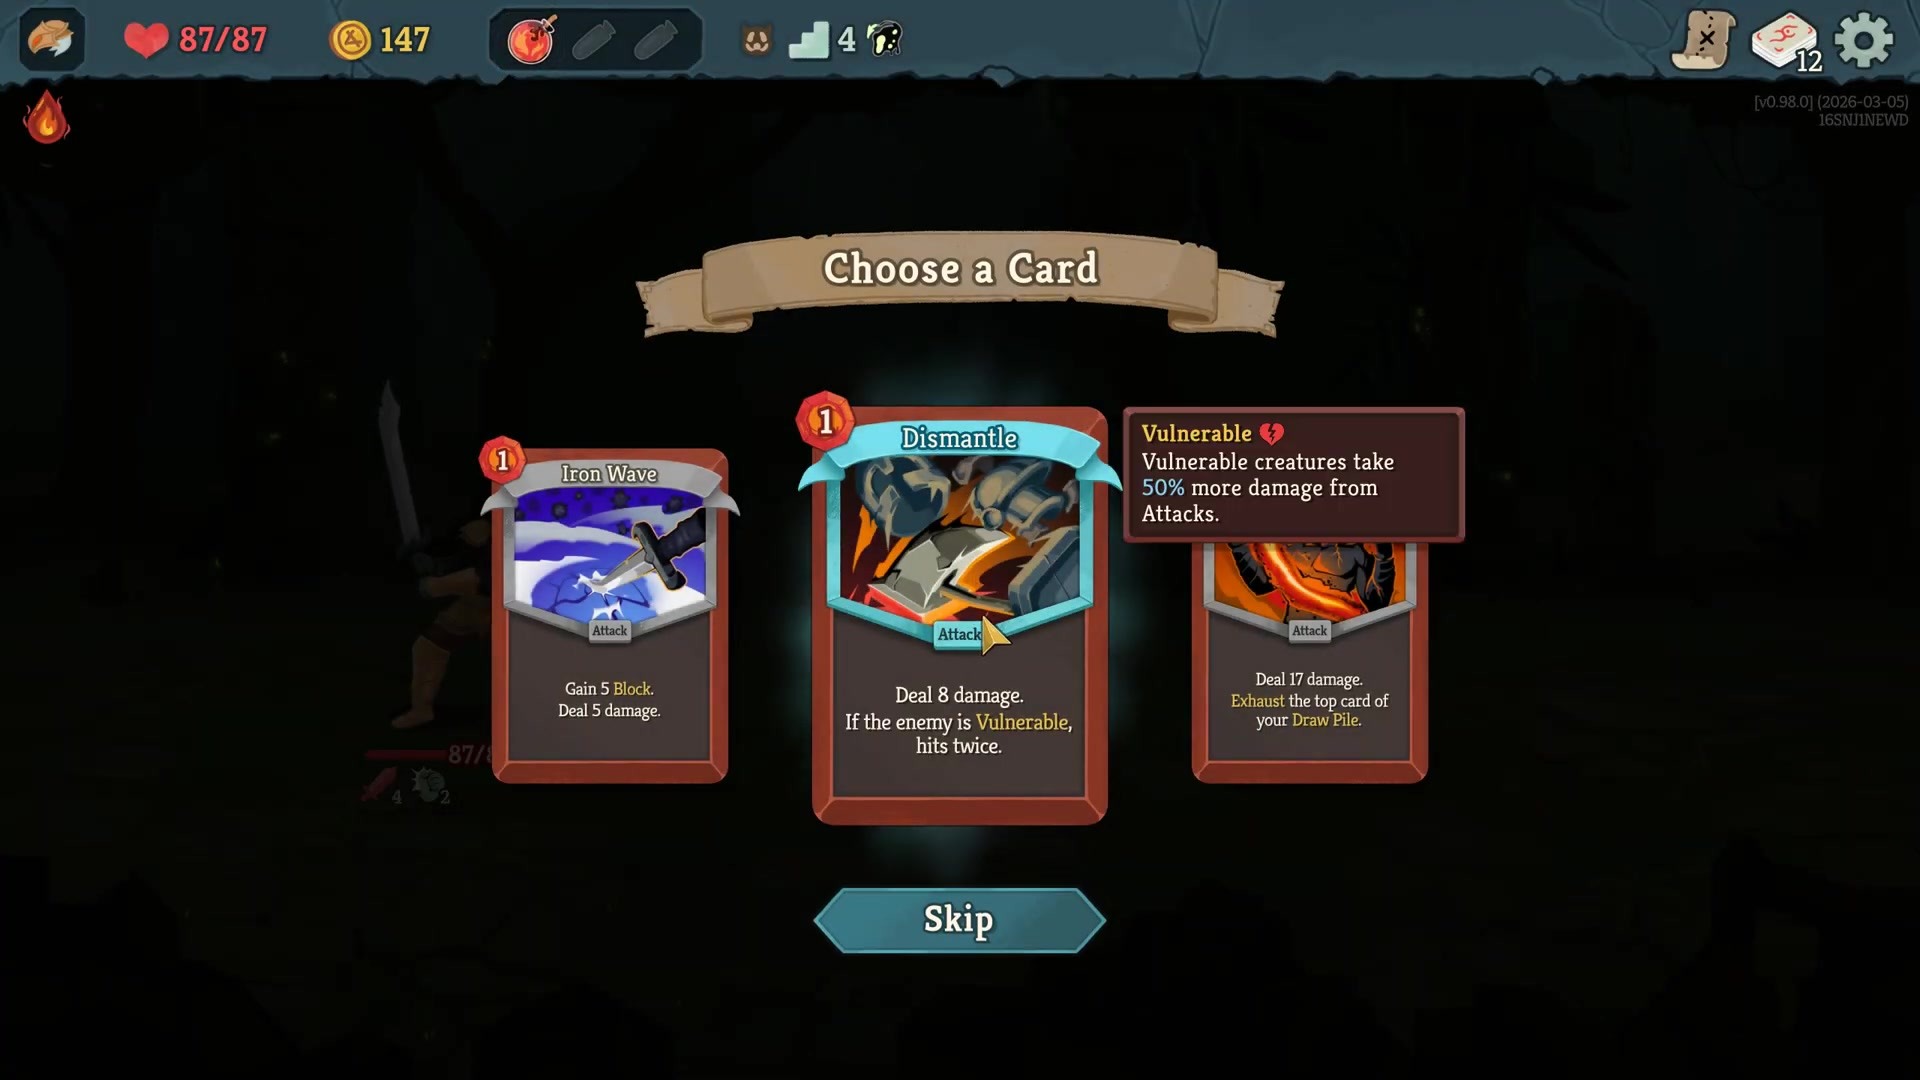 87/87
147
4
12
[v0.98.0] (2026-03-05)
16SNJ1NEWD
Choose a Card
1
Iron Wave
Attack
Gain 5 Block.
Deal 5 damage.
1
Dismantle
Attack
Deal 8 damage.
If the enemy is Vulnerable,
hits twice.
Vulnerable
Vulnerable creatures take
50% more damage from
Attacks.
Attack
Deal 17 damage.
Exhaust the top card of
your Draw Pile.
87/8
4
2
Skip